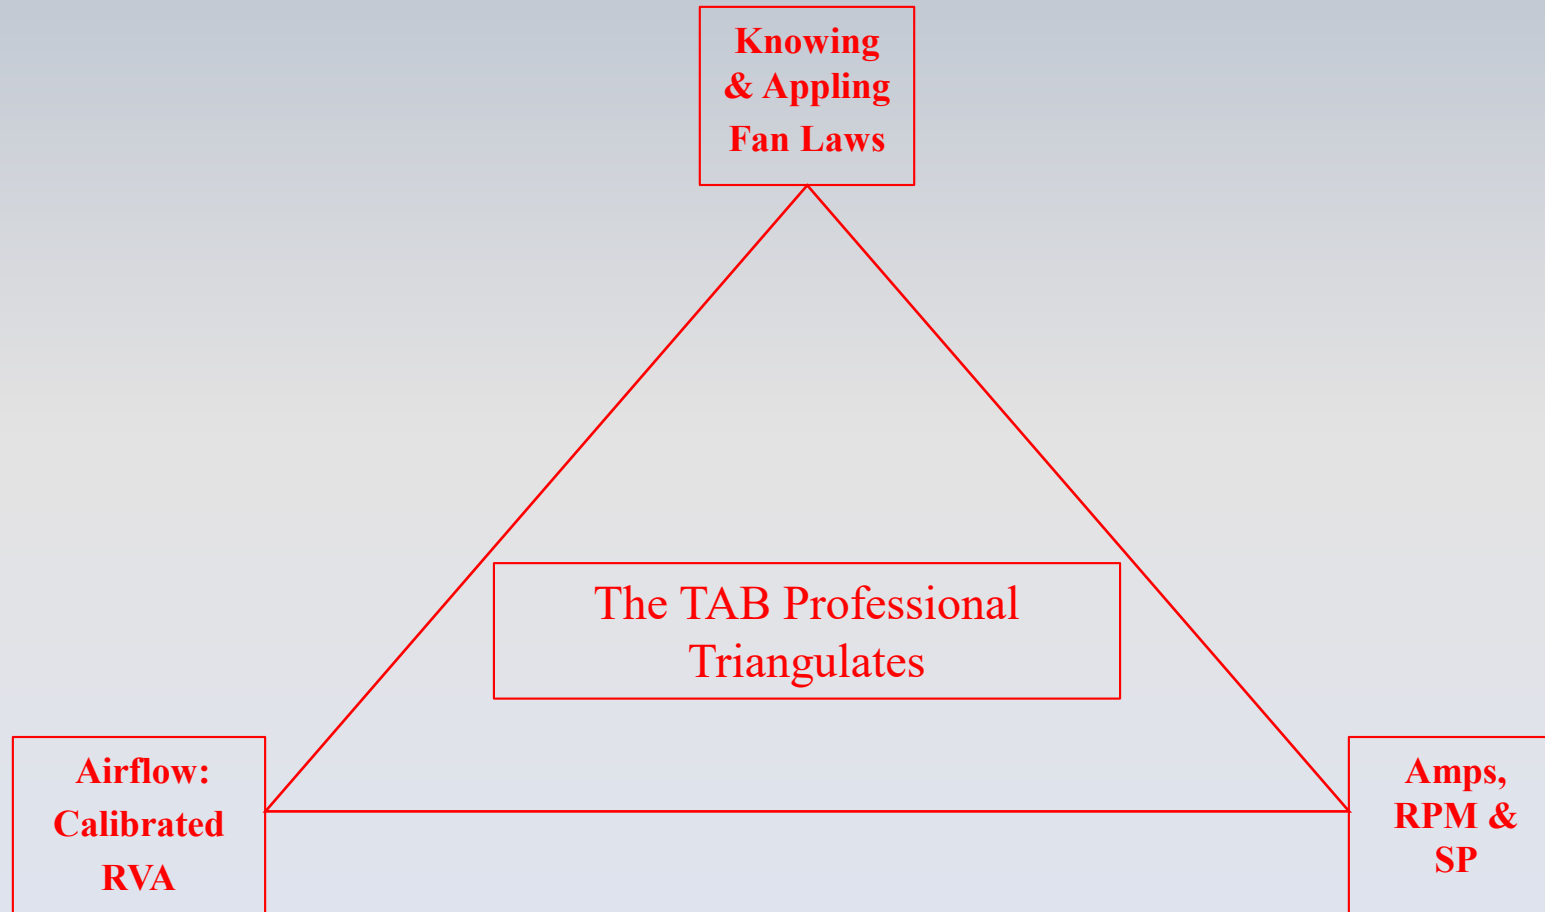 Knowing
& Appling
Fan Laws
The TAB Professional
Triangulates
Airflow:
Calibrated
RVA
Amps,
RPM &
SP